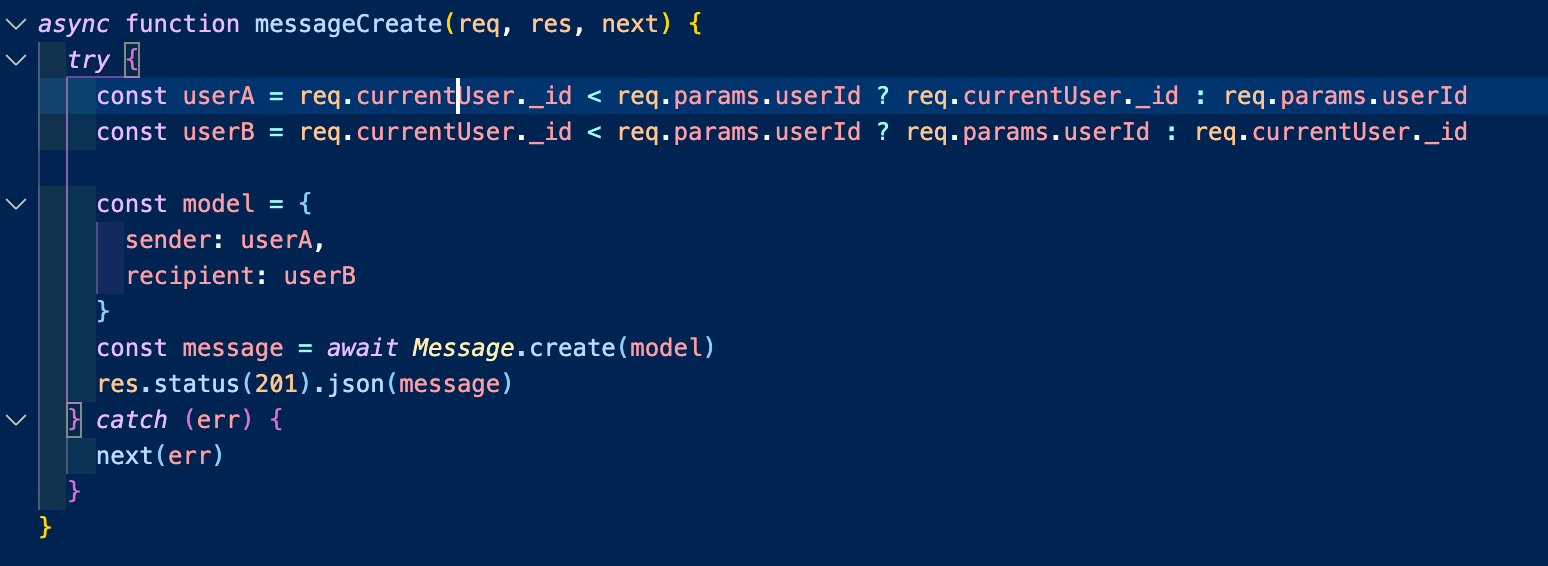 async function messageCreate(req, res, next) {
  try {
    const userA = req.currentUser._id < req.params.userId ? req.currentUser._id : req.params.userId
    const userB = req.currentUser._id < req.params.userId ? req.params.userId : req.currentUser._id

    const model = {
      sender: userA,
      recipient: userB
    }
    const message = await Message.create(model)
    res.status(201).json(message)
  } catch (err) {
    next(err)
  }
}